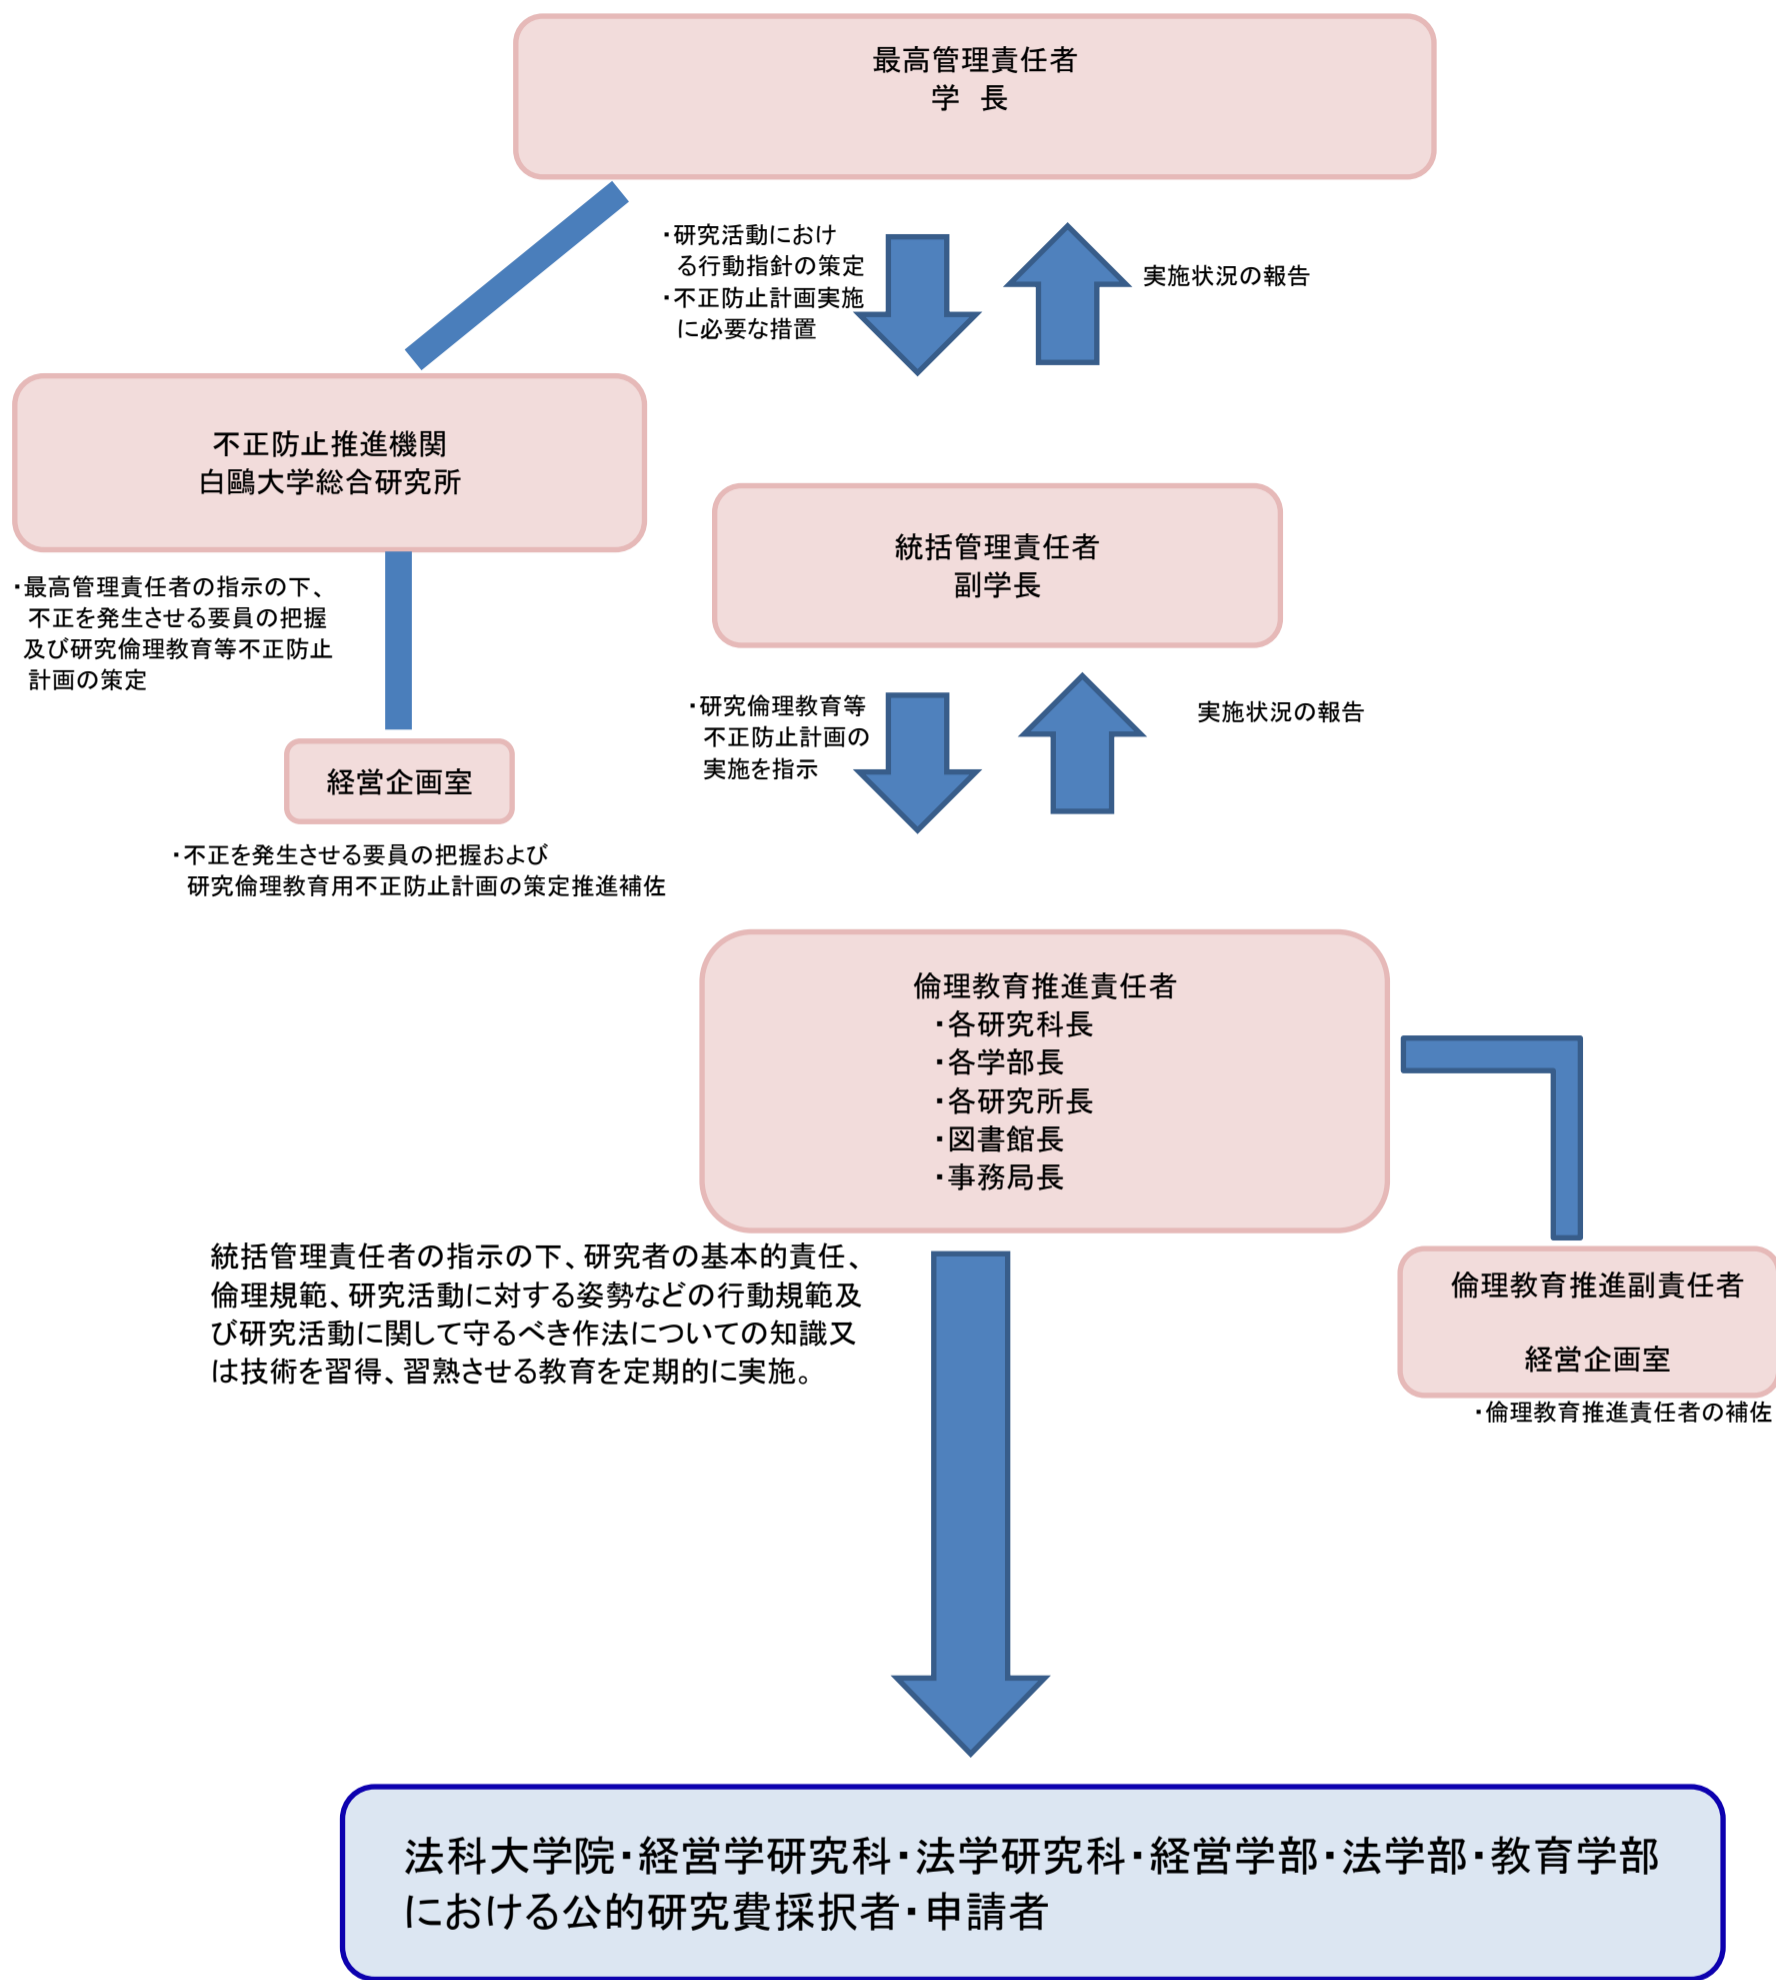 最高管理責任者
学　長
・研究活動におけ
る行動指針の策定
・不正防止計画実施
に必要な措置
実施状況の報告
不正防止推進機関
白鷗大学総合研究所
・最高管理責任者の指示の下、
不正を発生させる要員の把握
及び研究倫理教育等不正防止
計画の策定
経営企画室
・不正を発生させる要員の把握および
研究倫理教育用不正防止計画の策定推進補佐
統括管理責任者
副学長
・研究倫理教育等
不正防止計画の
実施を指示
実施状況の報告
倫理教育推進責任者
・各研究科長
・各学部長
・各研究所長
・図書館長
・事務局長
統括管理責任者の指示の下、研究者の基本的責任、
倫理規範、研究活動に対する姿勢などの行動規範及
び研究活動に関して守るべき作法についての知識又
は技術を習得、習熟させる教育を定期的に実施。
倫理教育推進副責任者
経営企画室
・倫理教育推進責任者の補佐
法科大学院・経営学研究科・法学研究科・経営学部・法学部・教育学部
における公的研究費採択者・申請者